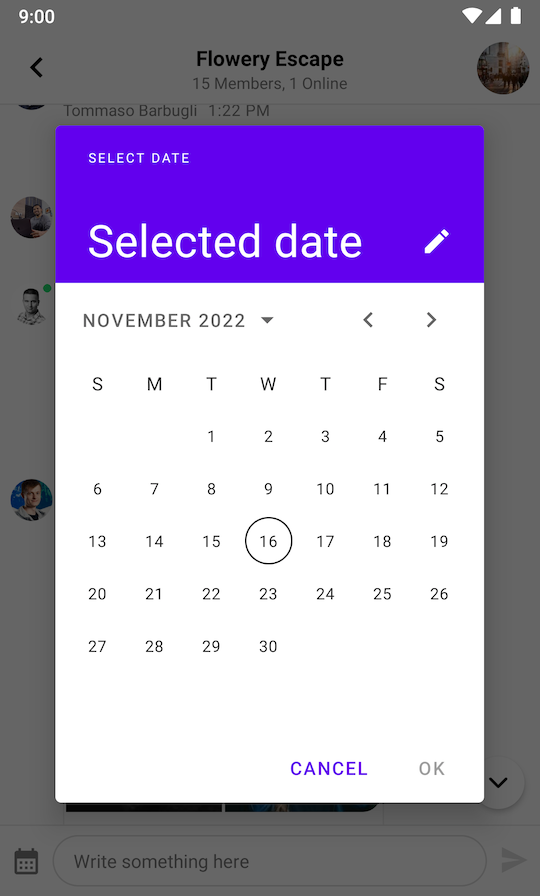 9:00
Flowery Escape
15 Members, 1 Online
Tommaso Barbugli 1:22 PM
SELECT DATE
Selected date
NOVEMBER 2022
S M T W T F S
1 2 3 4 5
6 7 8 9 10 11 12
13 14 15 16 17 18 19
20 21 22 23 24 25 26
27 28 29 30
CANCEL OK
Write something here